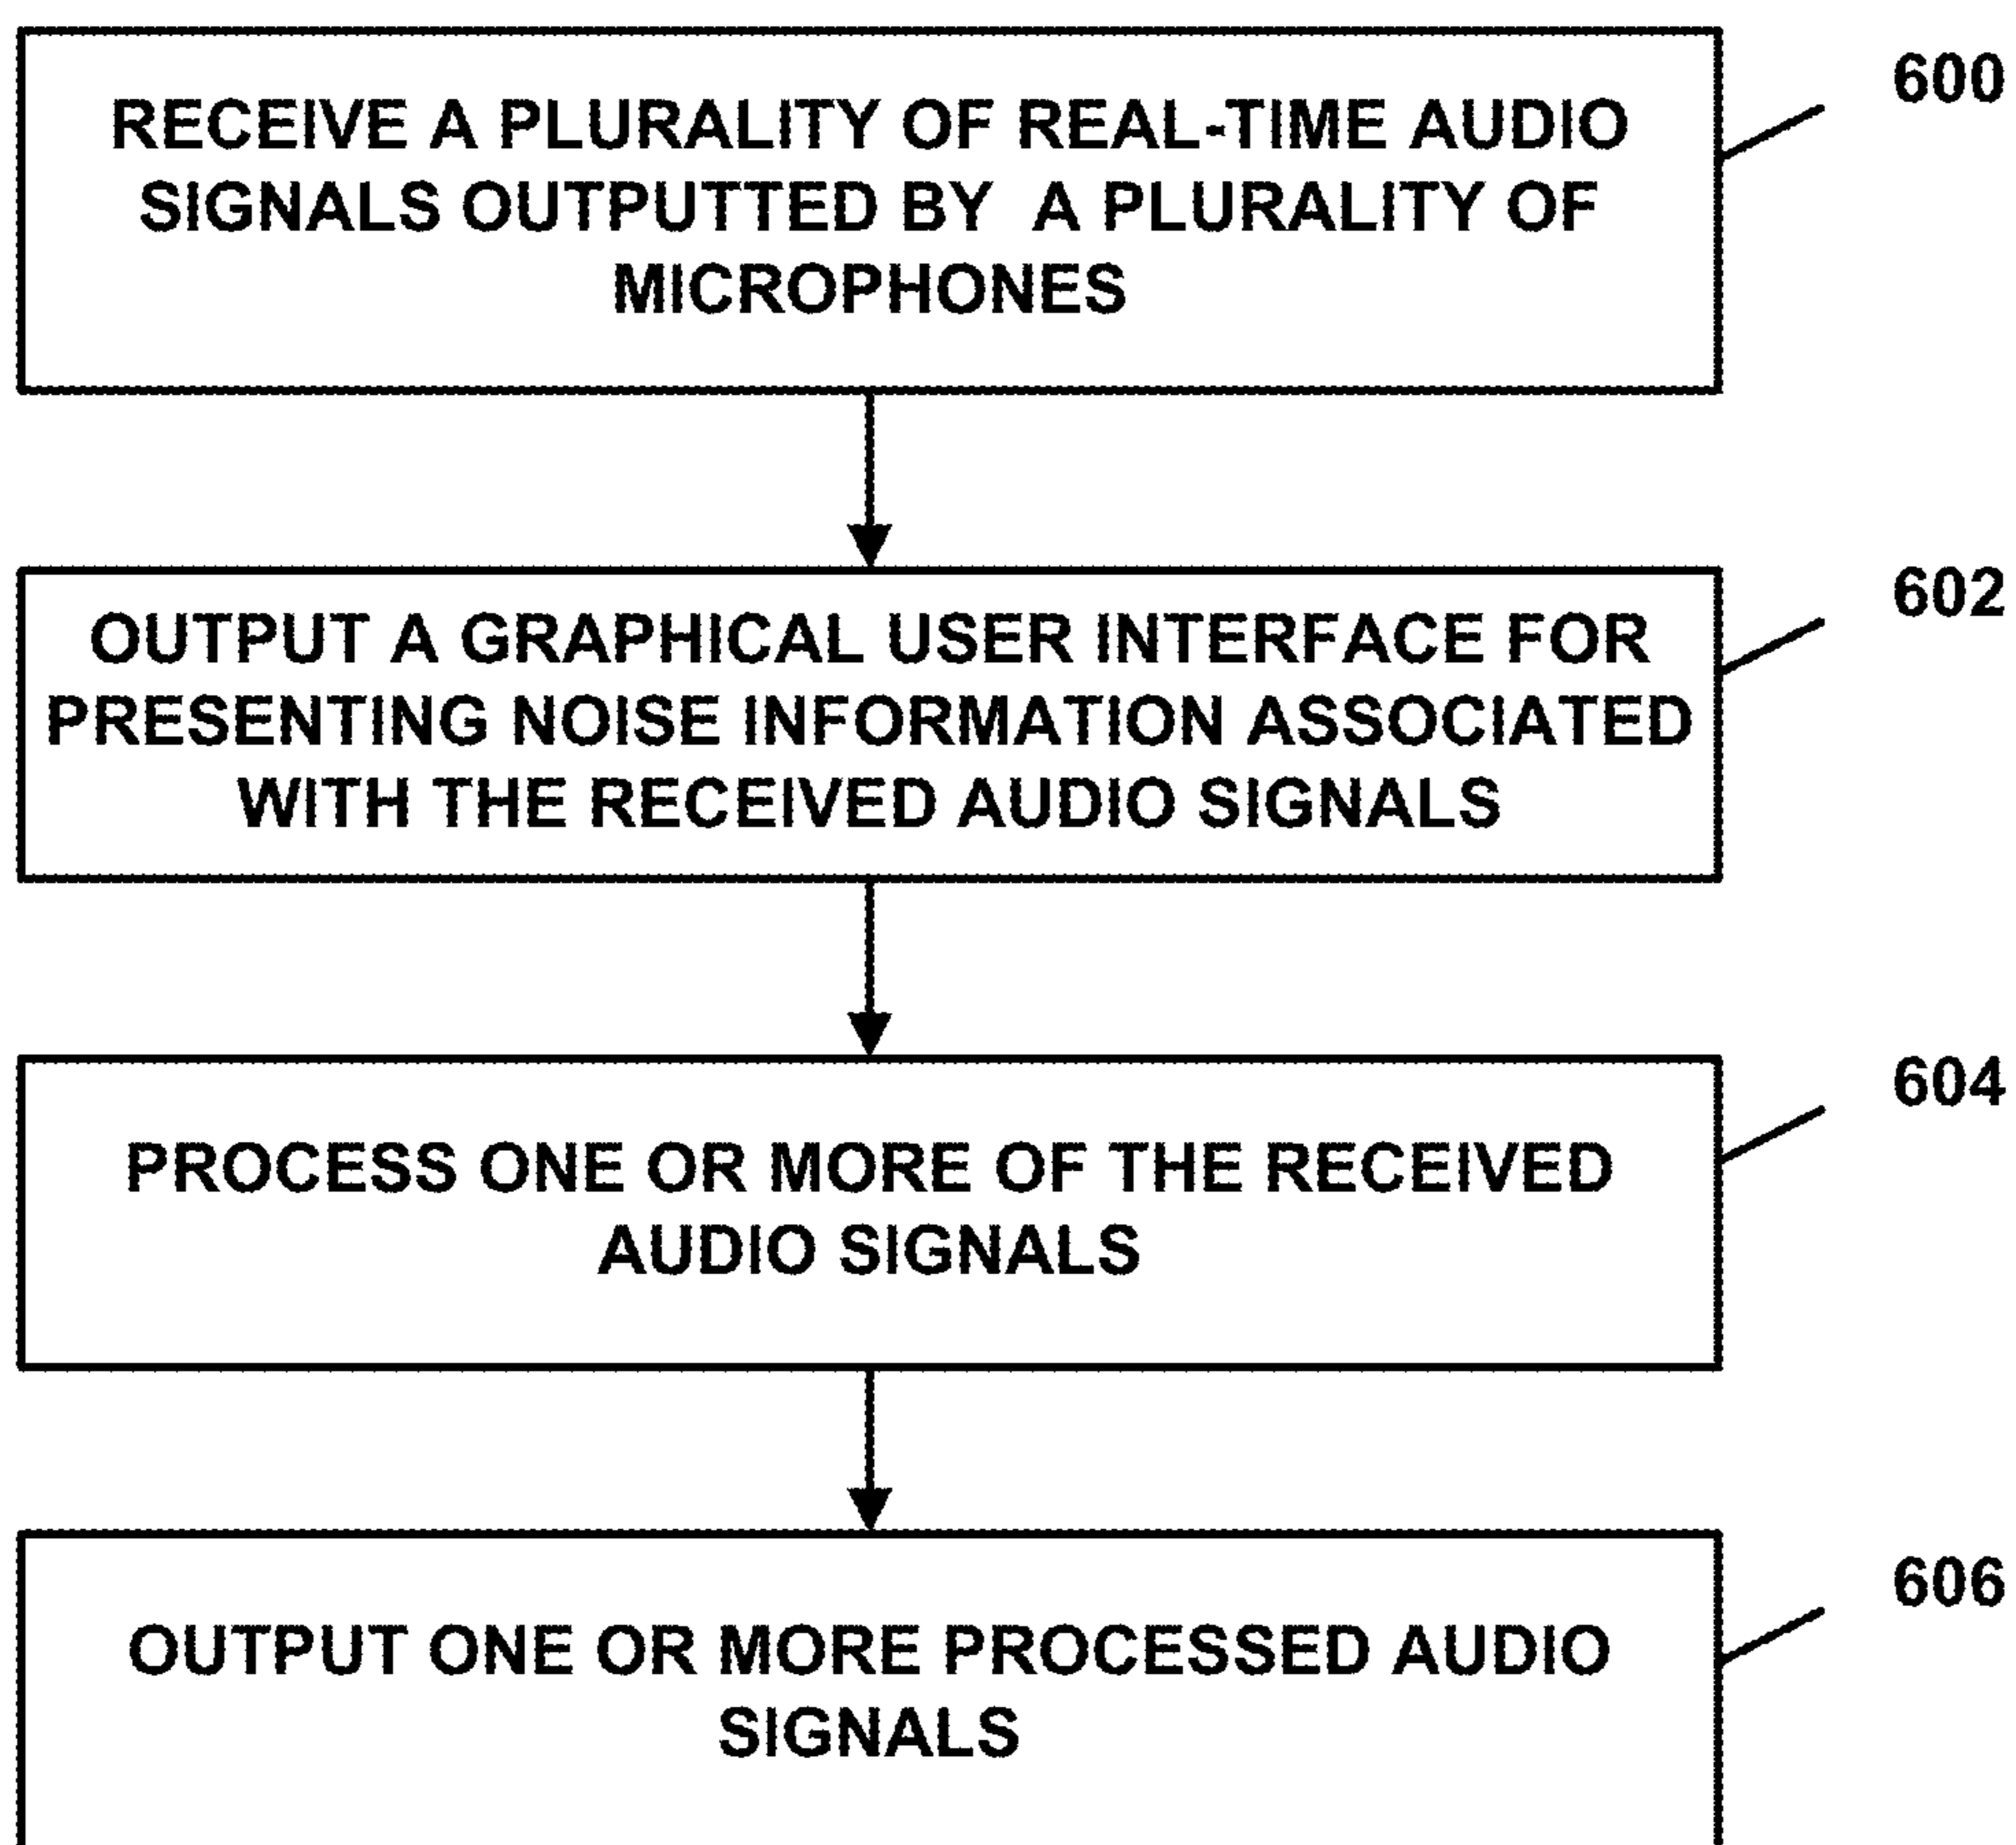 600
RECEIVE A PLURALITY OF REAL-TIME AUDIO
SIGNALS OUTPUTTED BY A PLURALITY OF
MICROPHONES
602
OUTPUT A GRAPHICAL USER INTERFACE FOR
PRESENTING NOISE INFORMATION ASSOCIATED
WITH THE RECEIVED AUDIO SIGNALS
604
PROCESS ONE OR MORE OF THE RECEIVED
AUDIO SIGNALS
606
OUTPUT ONE OR MORE PROCESSED AUDIO
SIGNALS